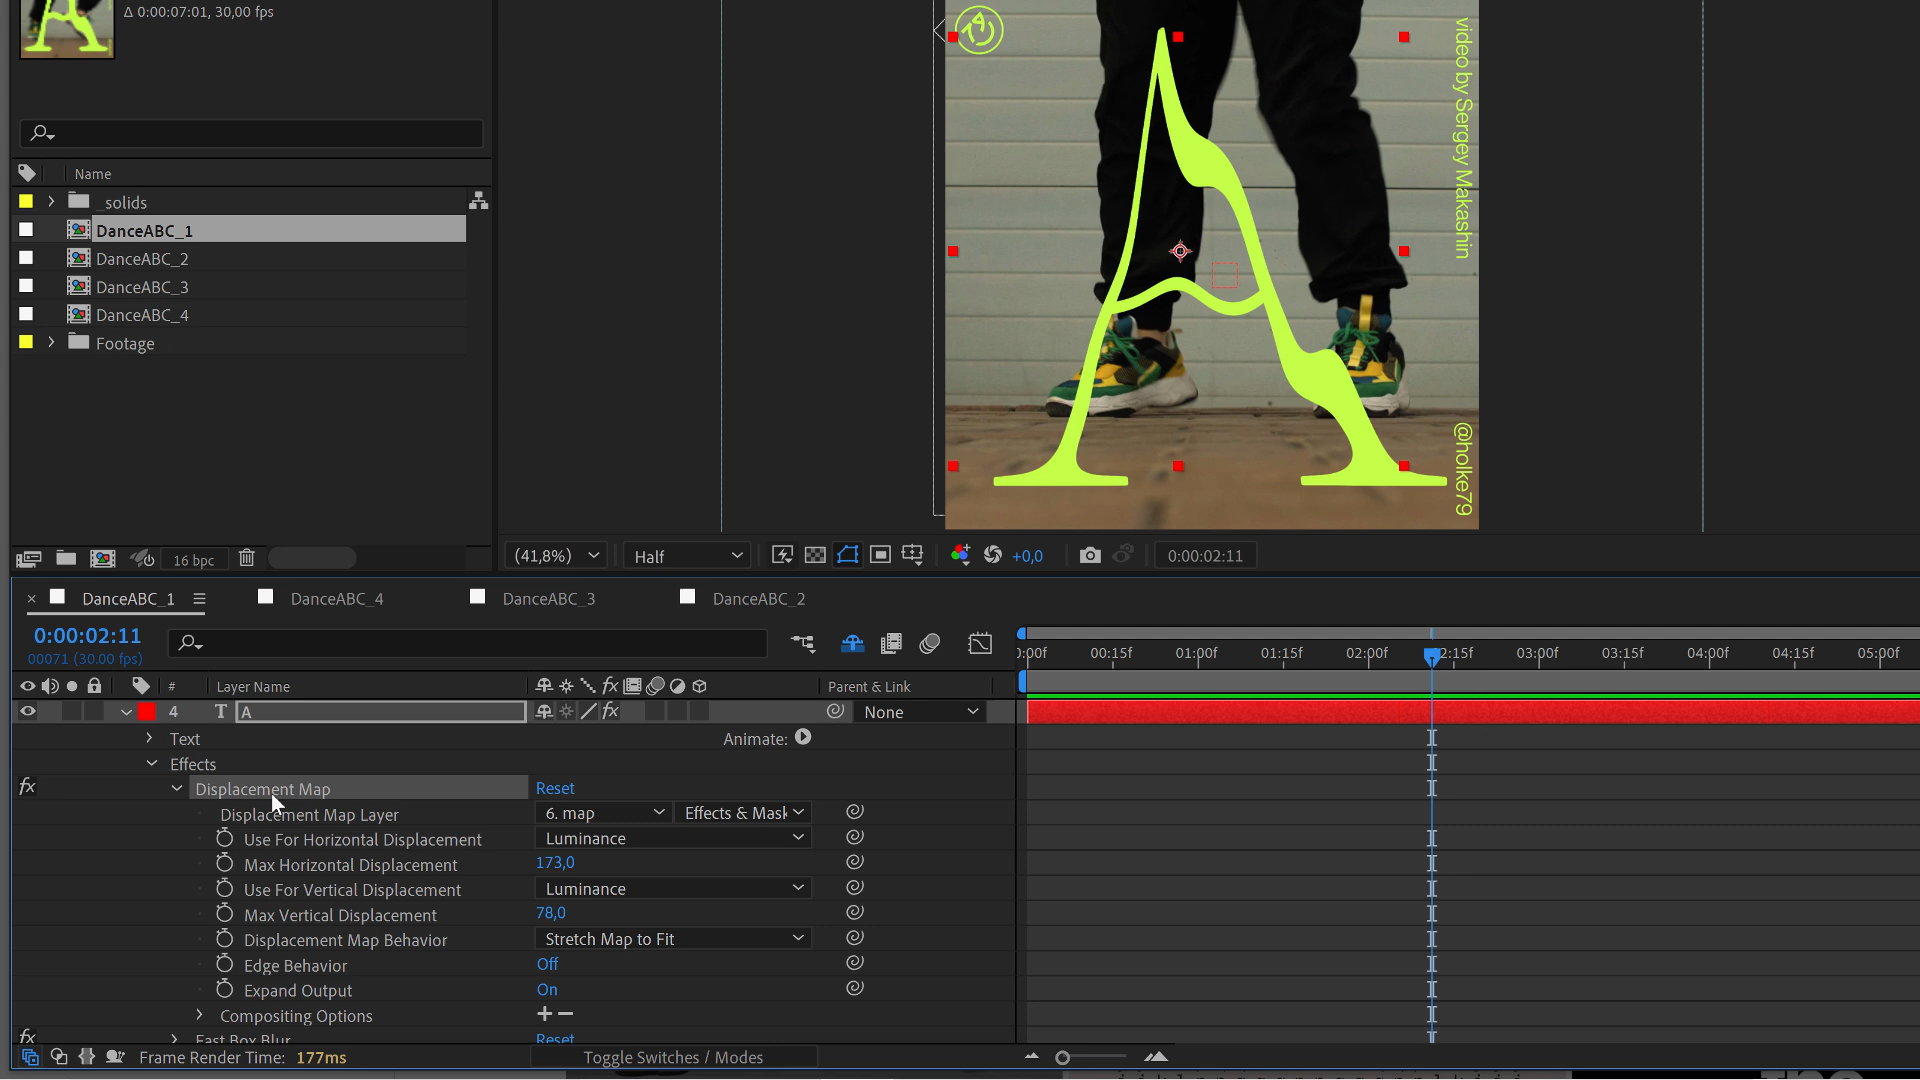 Δ 0:00:07:01, 30,00 fps
Name
_solids
DanceABC_1
DanceABC_2
DanceABC_3
DanceABC_4
Footage
16 bpc
video by Sergey Makashin
@holke79
(41,8%)
Half
+0,0
0:00:02:11
DanceABC_1
DanceABC_4
DanceABC_3
DanceABC_2
0:00:02:11
00071 (30.00 fps)
# Layer Name
Parent & Link
00:15f 01:00f 01:15f 02:00f 03:00f 03:15f 04:00f 04:15f 05:00f
4 T A None
Text Animate:
Effects
fx Displacement Map Reset
Displacement Map Layer 6. map Effects & Mask
Use For Horizontal Displacement Luminance
Max Horizontal Displacement 173,0
Use For Vertical Displacement Luminance
Max Vertical Displacement 78,0
Displacement Map Behavior Stretch Map to Fit
Edge Behavior Off
Expand Output On
Compositing Options + −
fx Fast Box Blur Reset
Frame Render Time: 177ms
Toggle Switches / Modes